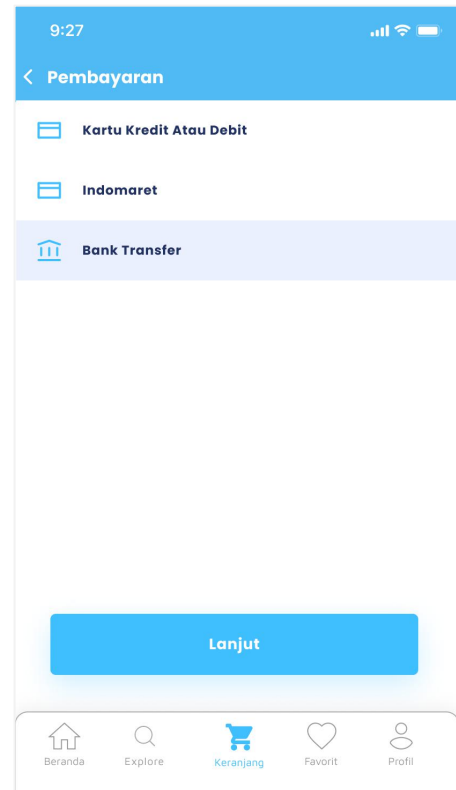 9:27
Pembayaran
Kartu Kredit Atau Debit
Indomaret
Bank Transfer
Lanjut
Beranda Explore Keranjang Favorit Profil